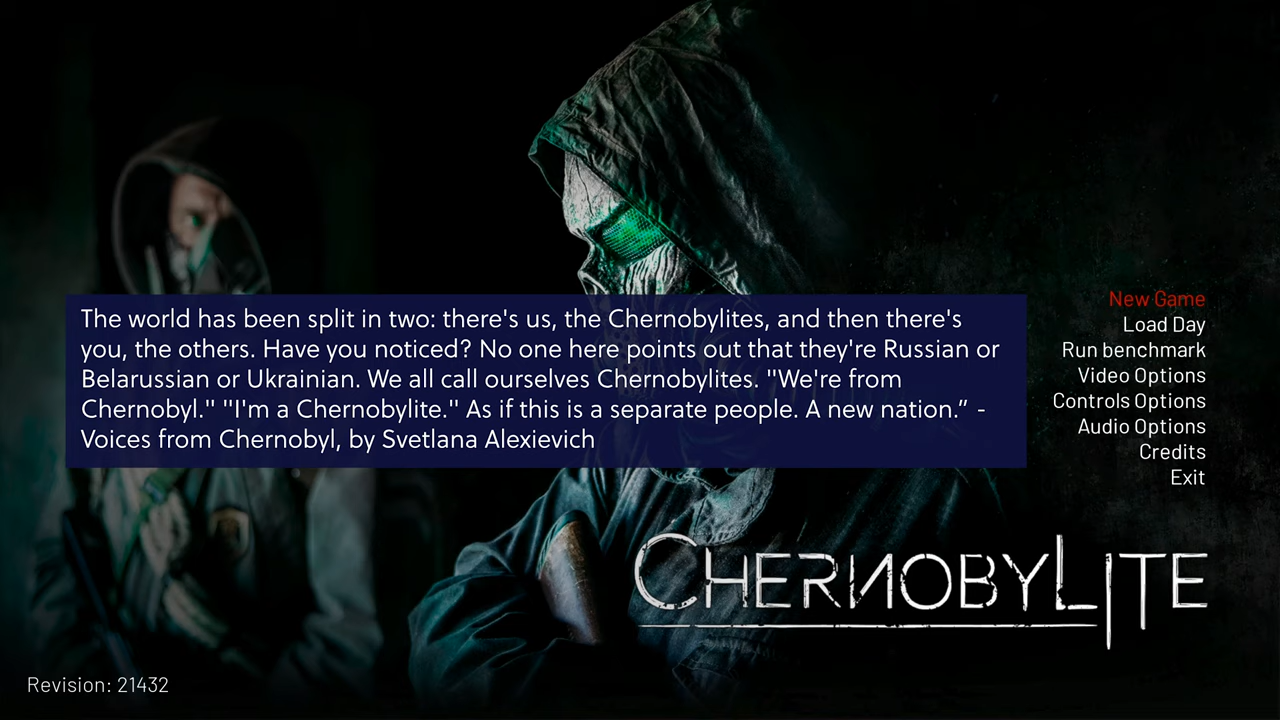 The world has been split in two: there's us, the Chernobylites, and then there's
you, the others. Have you noticed? No one here points out that they're Russian or
Belarussian or Ukrainian. We all call ourselves Chernobylites. "We're from
Chernobyl." "I'm a Chernobylite." As if this is a separate people. A new nation.” -
Voices from Chernobyl, by Svetlana Alexievich
New Game
Load Day
Run benchmark
Video Options
Controls Options
Audio Options
Credits
Exit
CHERNOBYLITE
Revision: 21432